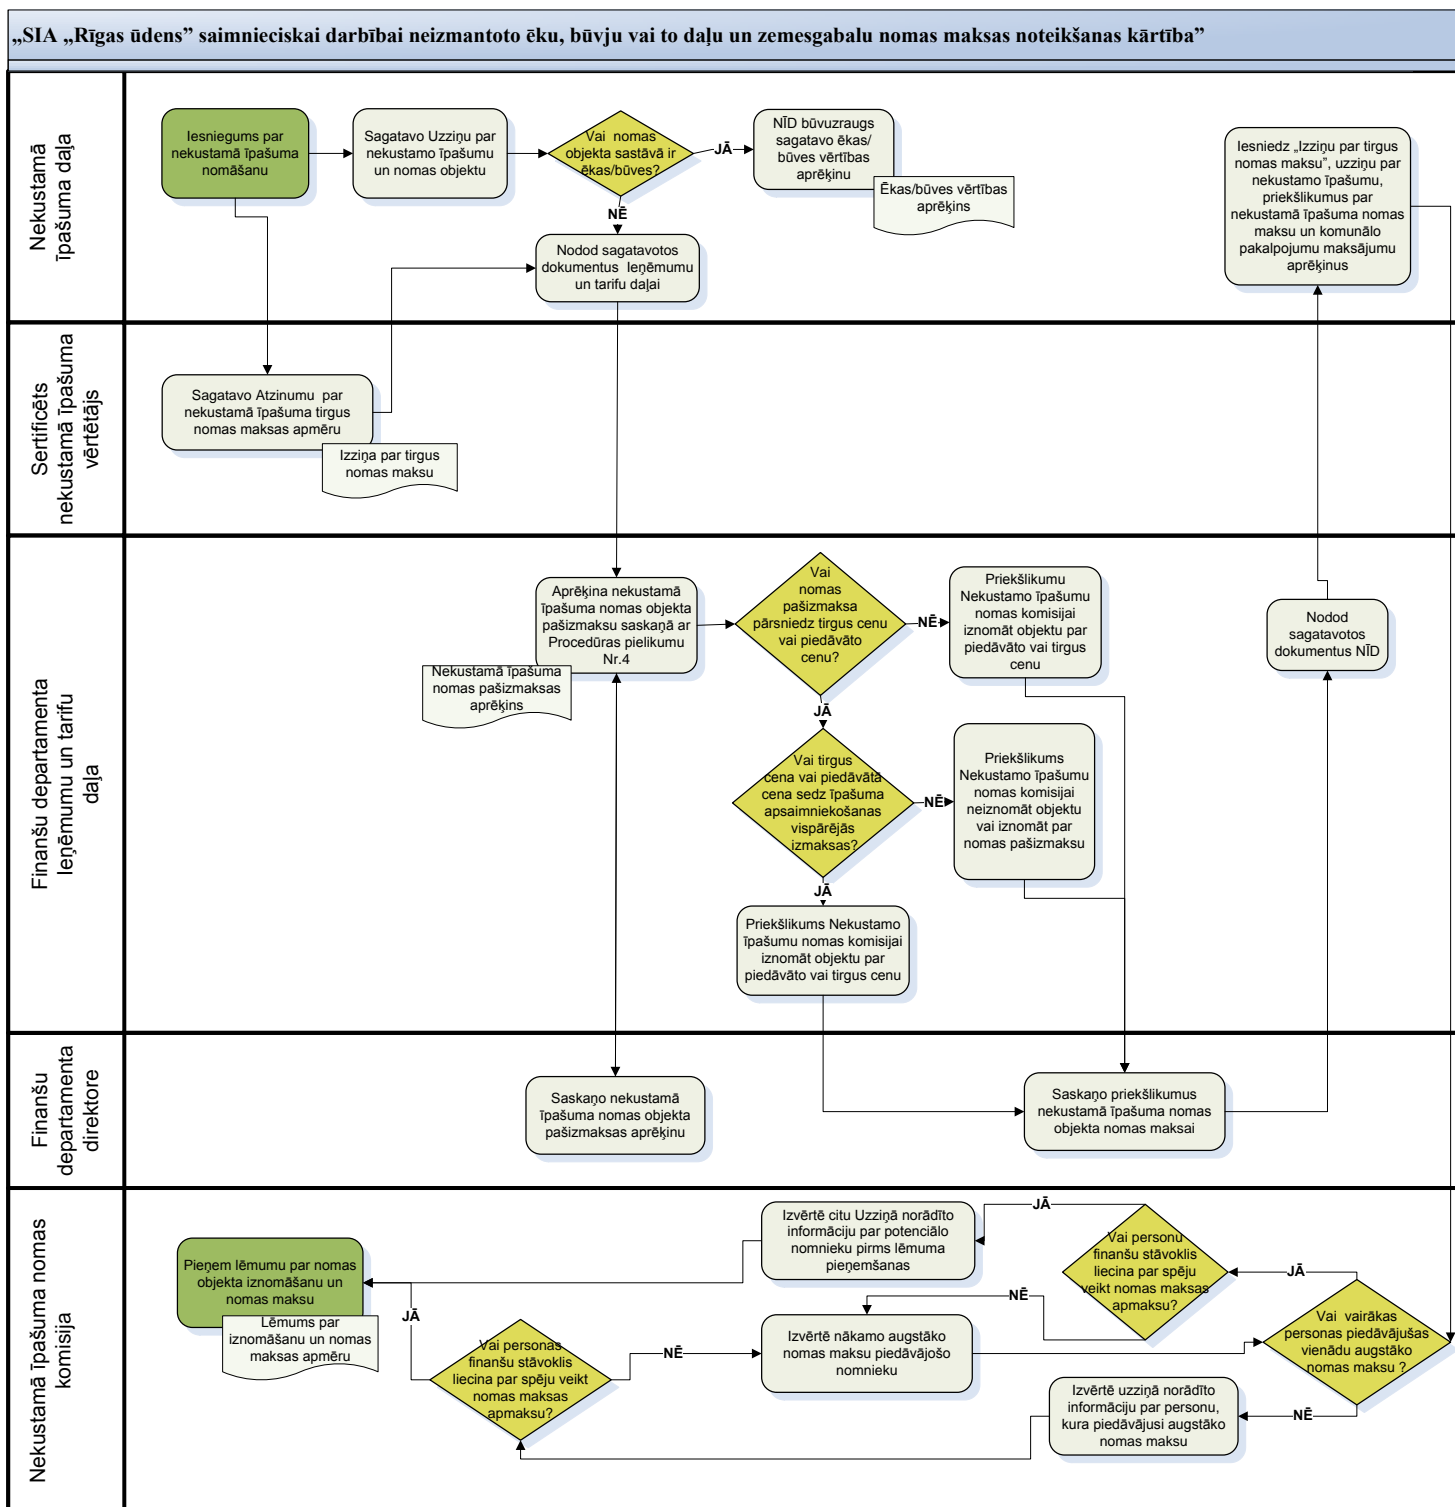 „SIA „Rīgas ūdens” saimnieciskai darbībai neizmantoto ēku, būvju vai to daļu un zemesgabalu nomas maksas noteikšanas kārtība”
Nekustamā
īpašuma daļa
Iesniegums par
nekustamā īpašuma
nomāšanu
Sagatavo Uzziņu par
nekustamo īpašumu
un nomas objektu
Vai nomas
objekta sastāvā ir
ēkas/būves?
JĀ
NĪD būvuzraugs
sagatavo ēkas/
būves vērtības
aprēķinu
Ēkas/būves vērtības
aprēķins
NĒ
Nodod sagatavotos
dokumentus Ieņēmumu
un tarifu daļai
Iesniedz „Izziņu par tirgus
nomas maksu”, uzziņu par
nekustamo īpašumu,
priekšlikumus par
nekustamā īpašuma nomas
maksu un komunālo
pakalpojumu maksājumu
aprēķinus
Sertificēts
nekustamā īpašuma
vērtētājs
Sagatavo Atzinumu par
nekustamā īpašuma tirgus
nomas maksas apmēru
Izziņa par tirgus
nomas maksu
Finanšu departamenta
Ieņēmumu un tarifu
daļa
Aprēķina nekustamā
īpašuma nomas objekta
pašizmaksu saskaņā ar
Procedūras pielikumu
Nr.4
Nekustamā īpašuma
nomas pašizmaksas
aprēķins
Vai
nomas
pašizmaksa
pārsniedz tirgus cenu
vai piedāvāto
cenu?
NĒ
Priekšlikumu
Nekustamo īpašumu
nomas komisijai
iznomāt objektu par
piedāvāto vai tirgus
cenu
JĀ
Vai tirgus
cena vai piedāvātā
cena sedz īpašuma
apsaimniekošanas
vispārējās
izmaksas?
NĒ
Priekšlikums
Nekustamo īpašumu
nomas komisijai
neiznomāt objektu
vai iznomāt par
nomas pašizmaksu
JĀ
Priekšlikums Nekustamo
īpašumu nomas komisijai
iznomāt objektu par
piedāvāto vai tirgus cenu
Nodod
sagatavotos
dokumentus NĪD
Finanšu
departamenta
direktore
Saskaņo nekustamā
īpašuma nomas objekta
pašizmaksas aprēķinu
Saskaņo priekšlikumus
nekustamā īpašuma nomas
objekta nomas maksai
Nekustamā īpašuma nomas
komisija
Pieņem lēmumu par nomas
objekta iznomāšanu un
nomas maksu
Lēmums par
iznomāšanu un nomas
maksas apmēru
JĀ
Vai personas
finanšu stāvoklis
liecina par spēju veikt
nomas maksas
apmaksu?
NĒ
Izvērtē citu Uzziņā norādīto
informāciju par potenciālo
nomnieku pirms lēmuma
pieņemšanas
JĀ
Vai personu
finanšu stāvoklis
liecina par spēju
veikt nomas maksas
apmaksu?
NĒ
Izvērtē nākamo augstāko
nomas maksu piedāvājošo
nomnieku
JĀ
Vai vairākas
personas piedāvājušas
vienādu augstāko
nomas maksu ?
NĒ
Izvērtē uzziņā norādīto
informāciju par personu,
kura piedāvājusi augstāko
nomas maksu